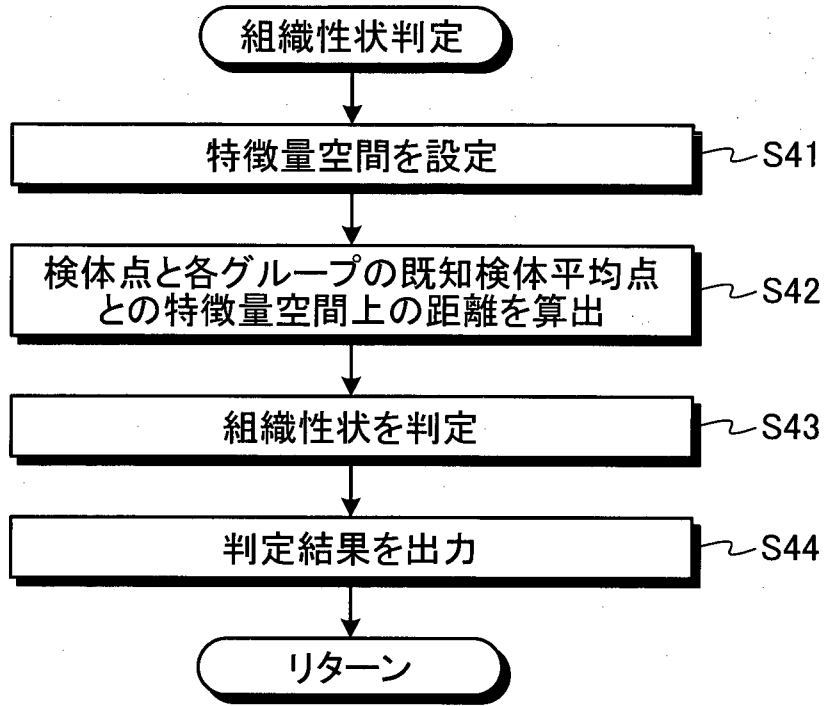 組織性状判定
特徴量空間を設定
S41
検体点と各グループの既知検体平均点
との特徴量空間上の距離を算出
S42
組織性状を判定
S43
判定結果を出力
S44
リターン